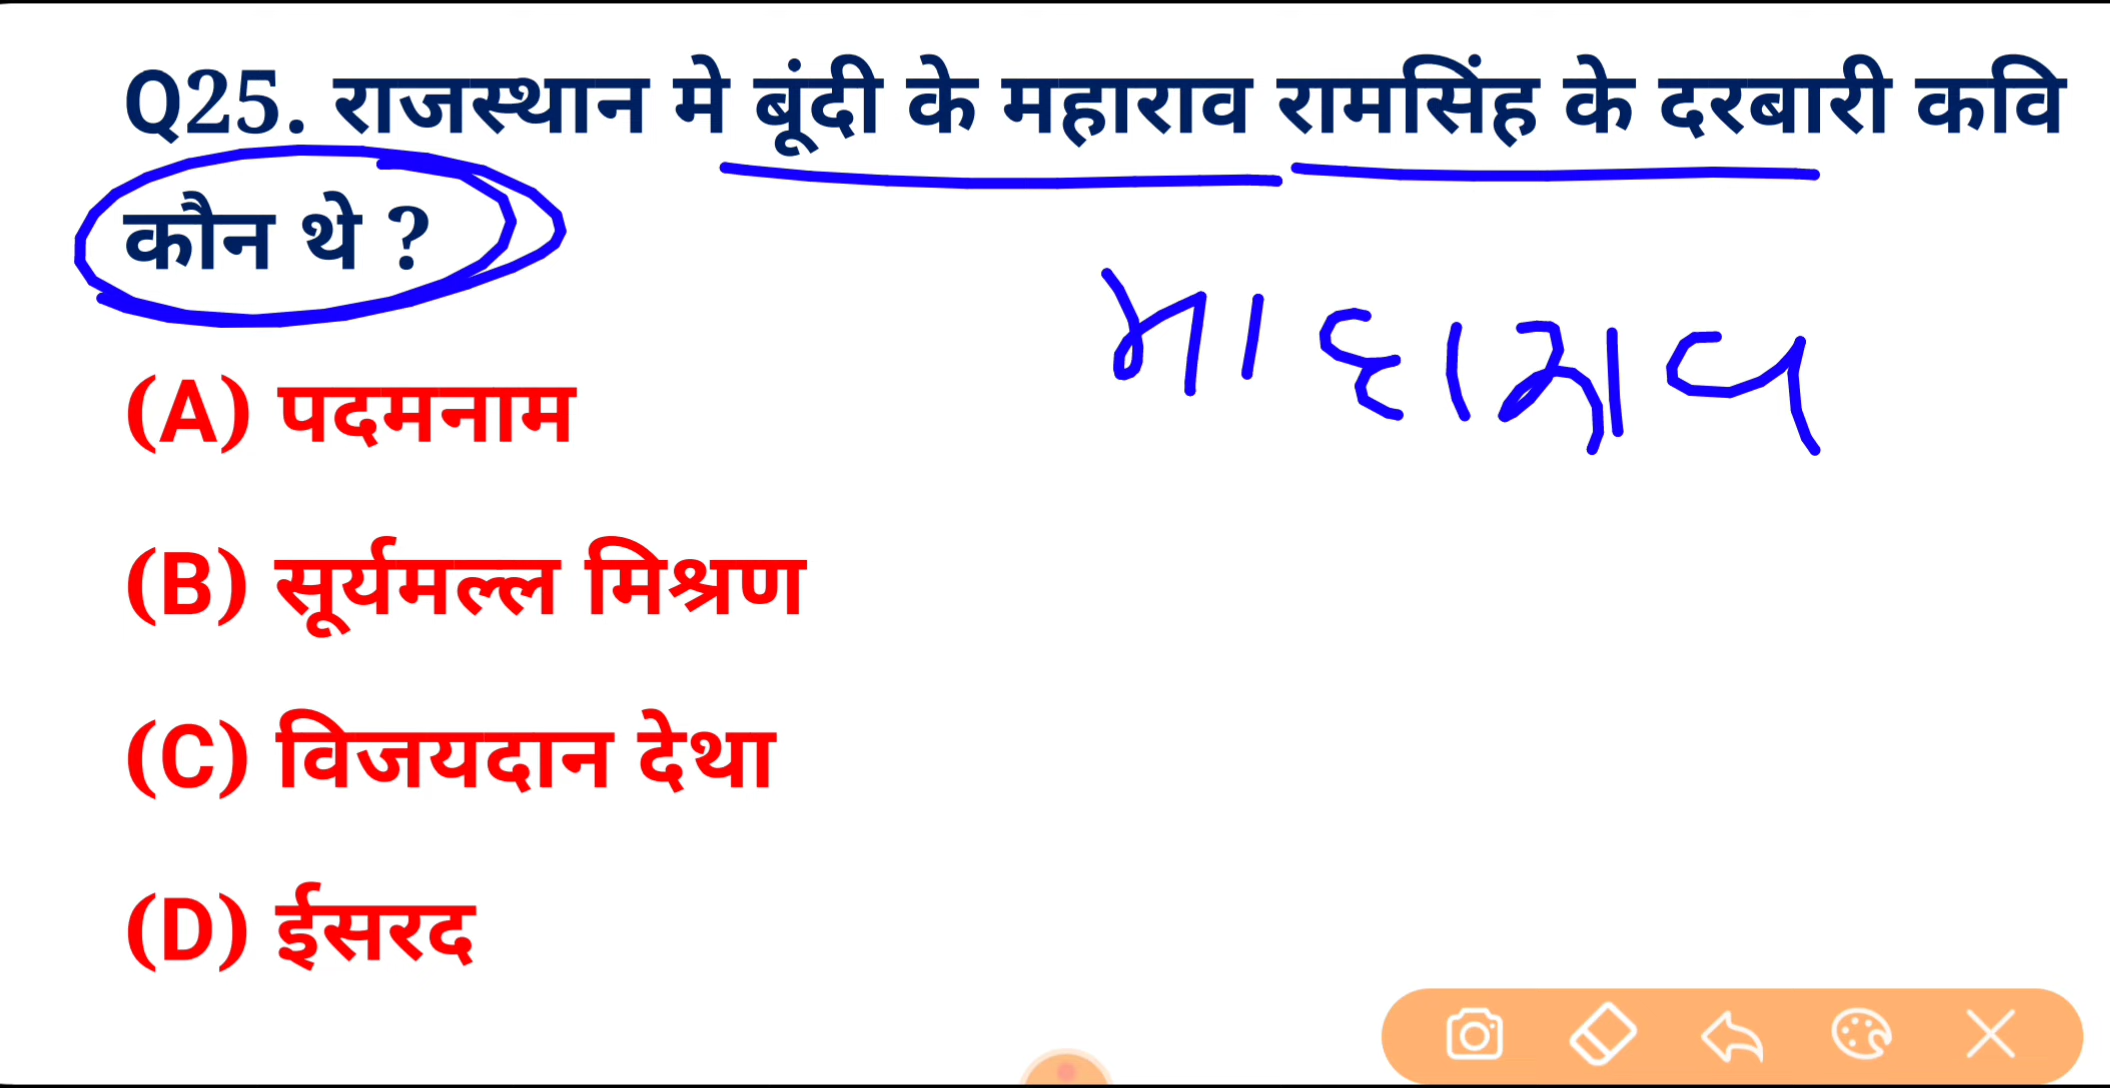 Q25. राजस्थान मे बूंदी के महाराव रामसिंह के दरबारी कवि
कौन थे ?
(A) पदमनाम
(B) सूर्यमल्ल मिश्रण
(C) विजयदान देथा
(D) ईसरद